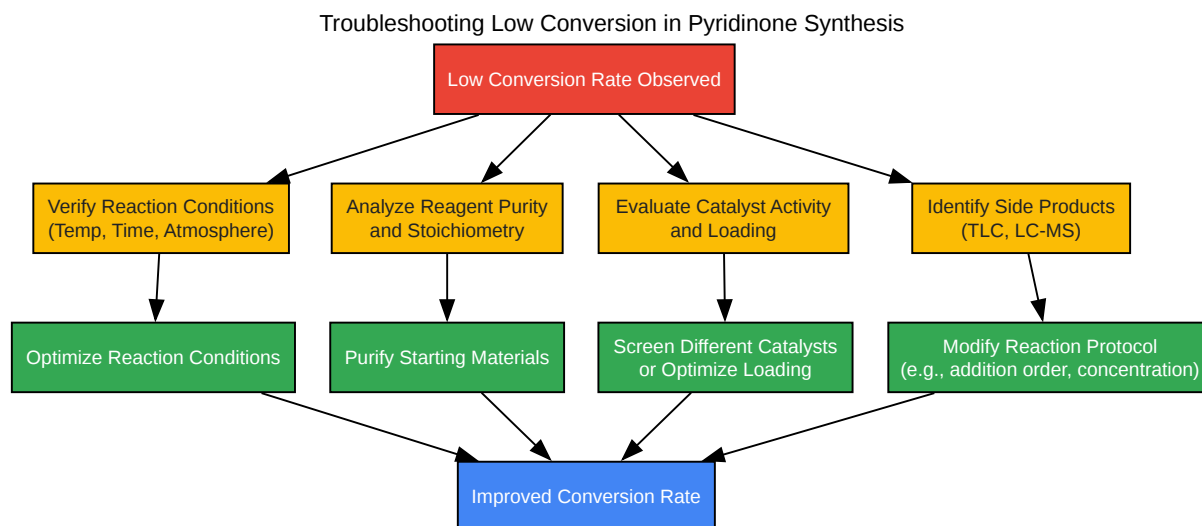 Troubleshooting Low Conversion in Pyridinone Synthesis
Low Conversion Rate Observed
Verify Reaction Conditions
(Temp, Time, Atmosphere)
Analyze Reagent Purity
and Stoichiometry
Evaluate Catalyst Activity
and Loading
Identify Side Products
(TLC, LC-MS)
Optimize Reaction Conditions
Purify Starting Materials
Screen Different Catalysts
or Optimize Loading
Modify Reaction Protocol
(e.g., addition order, concentration)
Improved Conversion Rate